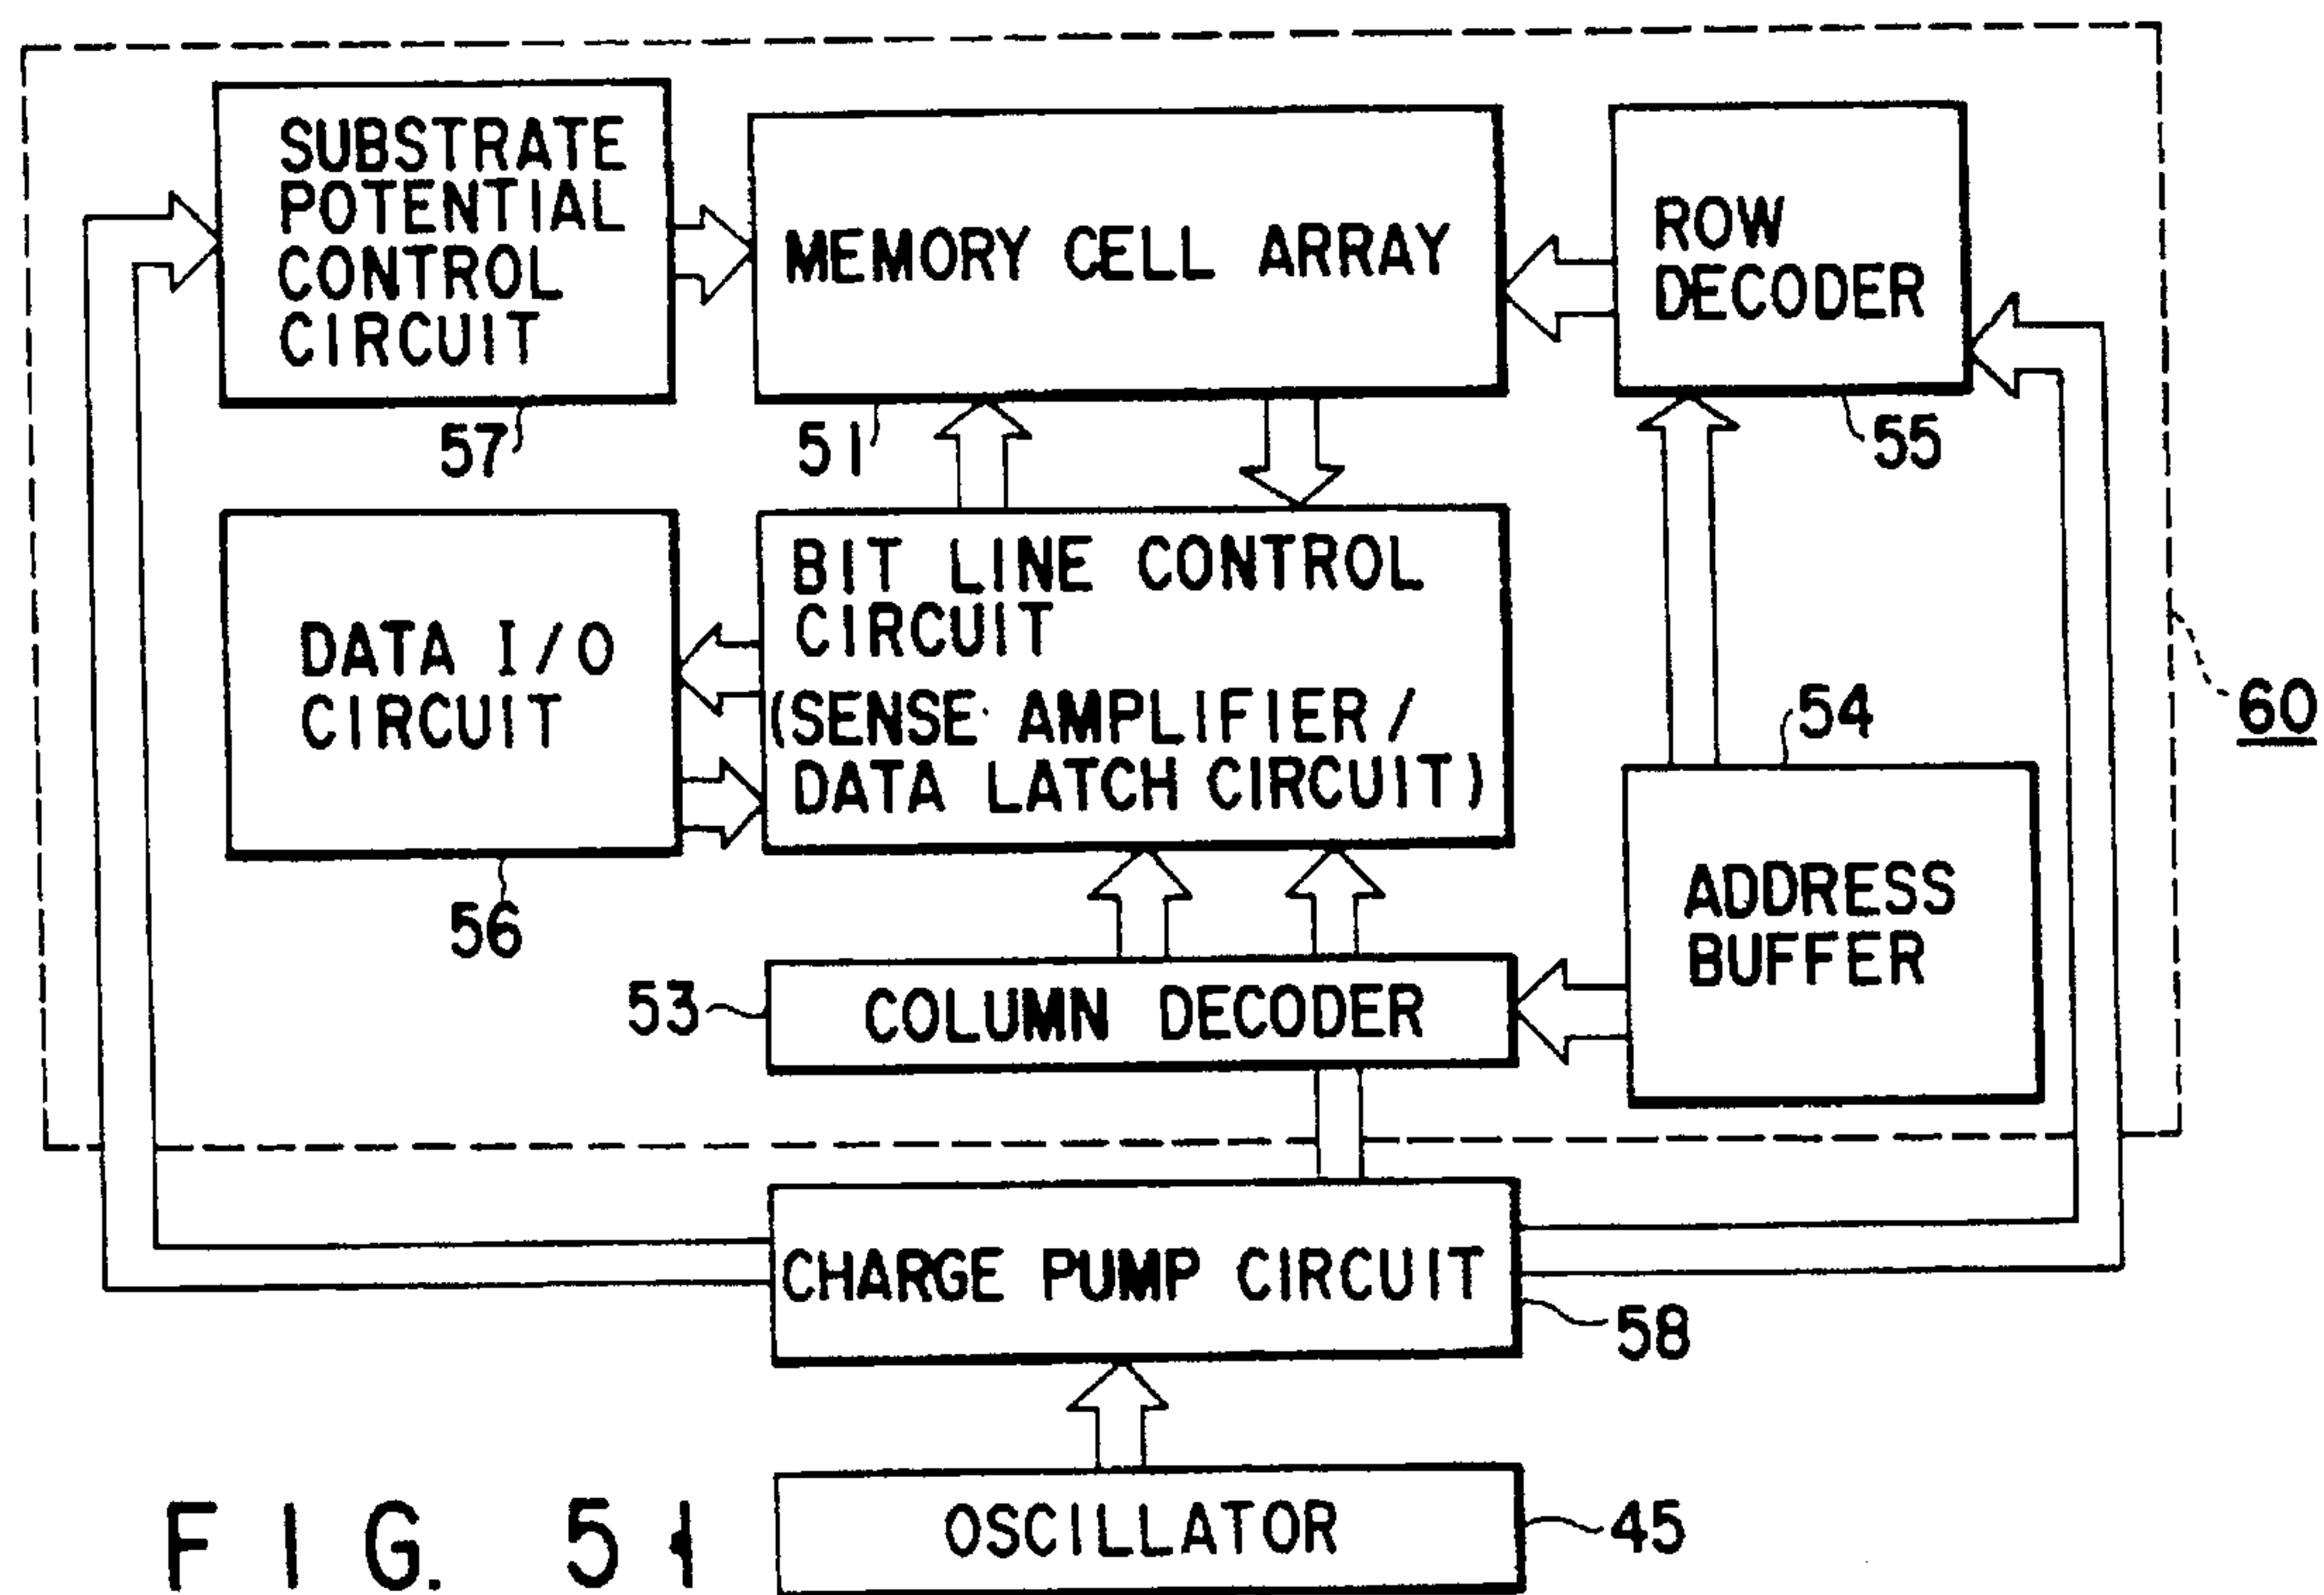 SUBSTRATE
POTENTIAL
CONTROL
CIRCUIT
57
MEMORY CELL ARRAY
51
ROW
DECODER
55
DATA I/O
CIRCUIT
56
BIT LINE CONTROL
CIRCUIT
(SENSE AMPLIFIER/
DATA LATCH CIRCUIT)
54
60
ADDRESS
BUFFER
53
COLUMN DECODER
CHARGE PUMP CIRCUIT
58
OSCILLATOR
45
FIG. 5